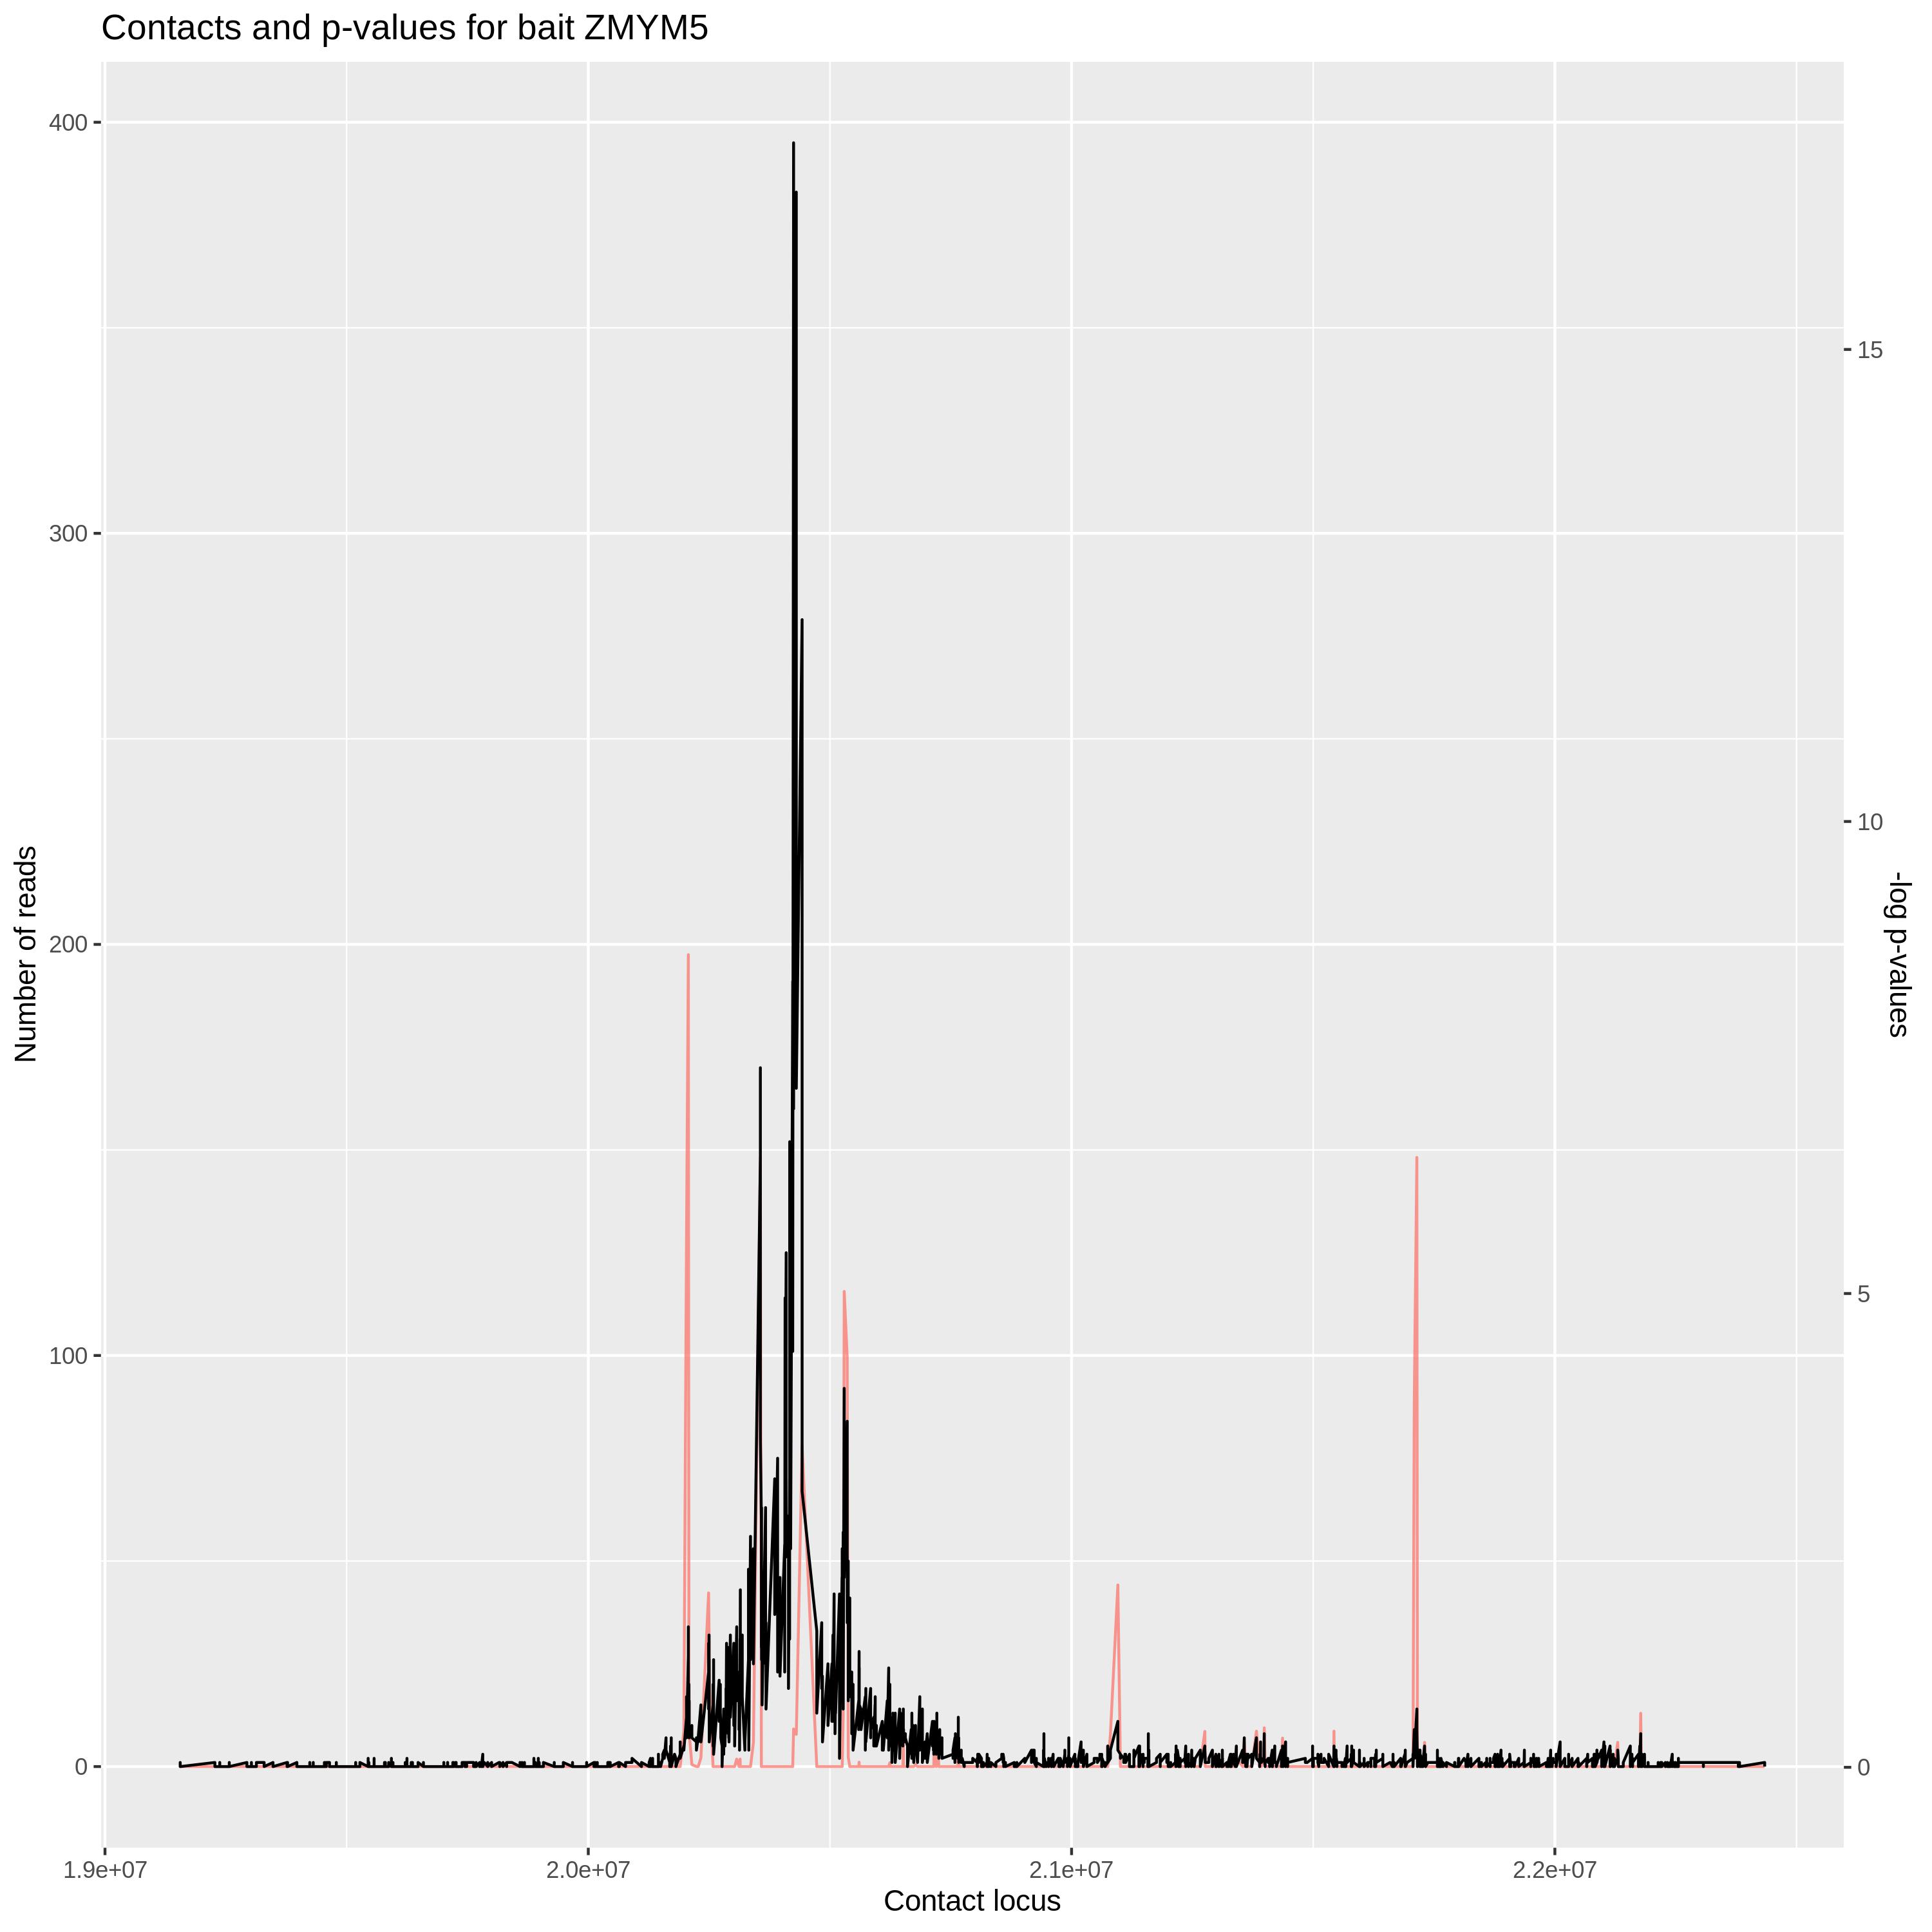 Contacts and p-values for bait ZMYM5
400
300
200
100
0
Number of reads
15
10
5
0
-log p-values
1.9e+07
2.0e+07
2.1e+07
2.2e+07
Contact locus